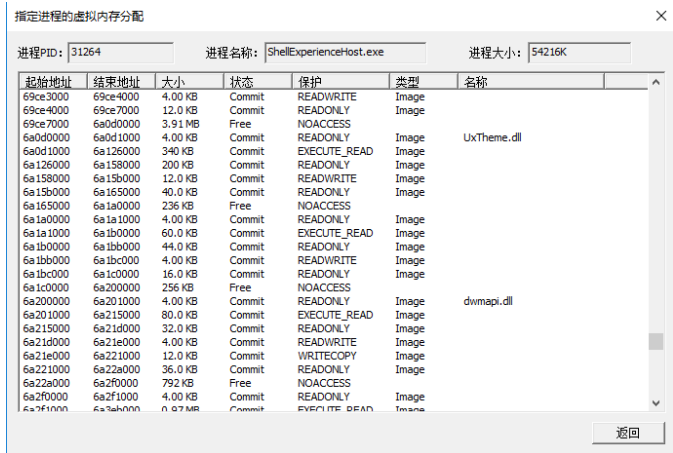 指定进程的虚拟内存分配
进程PID: 31264 进程名称: ShellExperienceHost.exe 进程大小: 54216K
起始地址 结束地址 大小 状态 保护 类型 名称
69ce3000 69ce4000 4.00 KB Commit READWRITE Image
69ce4000 69ce7000 12.0 KB Commit READONLY Image
69ce7000 6a0d0000 3.91 MB Free NOACCESS
6a0d0000 6a0d1000 4.00 KB Commit READONLY Image UxTheme.dll
6a0d1000 6a126000 340 KB Commit EXECUTE_READ Image
6a126000 6a158000 200 KB Commit READONLY Image
6a158000 6a15b000 12.0 KB Commit READWRITE Image
6a15b000 6a165000 40.0 KB Commit READONLY Image
6a165000 6a1a0000 236 KB Free NOACCESS
6a1a0000 6a1a1000 4.00 KB Commit READONLY Image
6a1a1000 6a1b0000 60.0 KB Commit EXECUTE_READ Image
6a1b0000 6a1bb000 44.0 KB Commit READONLY Image
6a1bb000 6a1bc000 4.00 KB Commit READWRITE Image
6a1bc000 6a1c0000 16.0 KB Commit READONLY Image
6a1c0000 6a200000 256 KB Free NOACCESS
6a200000 6a201000 4.00 KB Commit READONLY Image dwmapi.dll
6a201000 6a215000 80.0 KB Commit EXECUTE_READ Image
6a215000 6a21d000 32.0 KB Commit READONLY Image
6a21d000 6a21e000 4.00 KB Commit READWRITE Image
6a21e000 6a221000 12.0 KB Commit WRITECOPY Image
6a221000 6a22a000 36.0 KB Commit READONLY Image
6a22a000 6a2f0000 792 KB Free NOACCESS
6a2f0000 6a2f1000 4.00 KB Commit READONLY Image
6a2f1000 6a3eb000 0.97 MB Commit EXECUTE_READ Image
返回